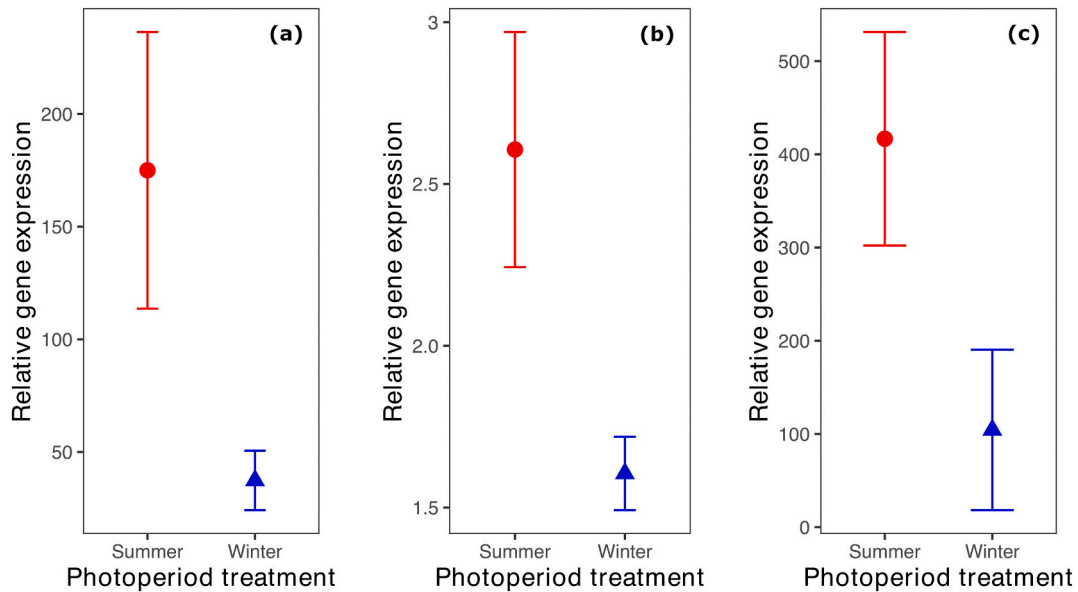 (a)
Relative gene expression
200
150
100
50
Summer Winter
Photoperiod treatment
(b)
Relative gene expression
3
2.5
2.0
1.5
Summer Winter
Photoperiod treatment
(c)
Relative gene expression
500
400
300
200
100
0
Summer Winter
Photoperiod treatment